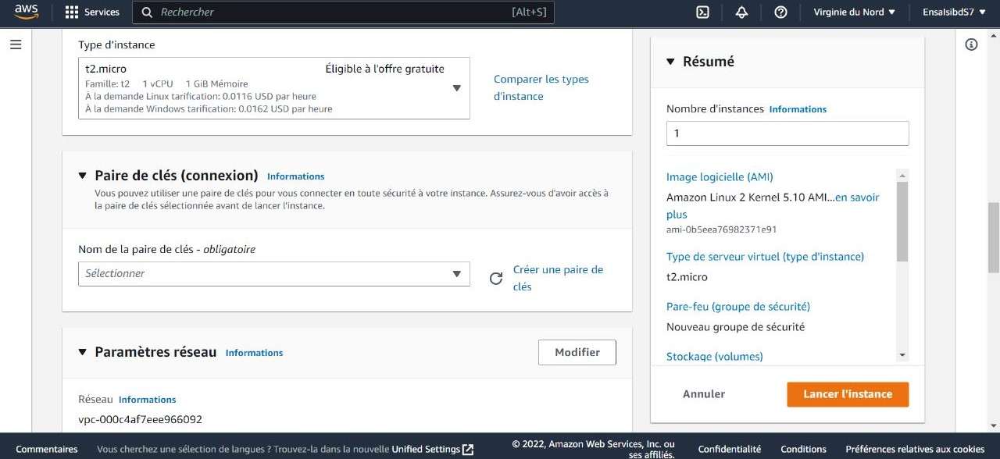 aws
Services
Rechercher
[Alt+S]
Virginie du Nord
EnsalsibdS7
Type d'instance
t2.micro
Éligible à l'offre gratuite
Famille: t2 1 vCPU 1 GiB Mémoire
À la demande Linux tarification: 0.0116 USD par heure
À la demande Windows tarification: 0.0162 USD par heure
Comparer les types
d'instance
Paire de clés (connexion) Informations
Vous pouvez utiliser une paire de clés pour vous connecter en toute sécurité à votre instance. Assurez-vous d'avoir accès à
la paire de clés sélectionnée avant de lancer l'instance.
Nom de la paire de clés - obligatoire
Sélectionner
Créer une paire de
clés
Paramètres réseau Informations
Modifier
Réseau Informations
vpc-000c4af7eee966092
Résumé
Nombre d'instances Informations
1
Image logicielle (AMI)
Amazon Linux 2 Kernel 5.10 AMI...en savoir
plus
ami-0b5eea76982371e91
Type de serveur virtuel (type d'instance)
t2.micro
Pare-feu (groupe de sécurité)
Nouveau groupe de sécurité
Stockage (volumes)
Annuler
Lancer l'instance
Commentaires
Vous cherchez une sélection de langues ? Trouvez-la dans la nouvelle Unified Settings
© 2022, Amazon Web Services, Inc. ou
ses affiliés.
Confidentialité
Conditions
Préférences relatives aux cookies